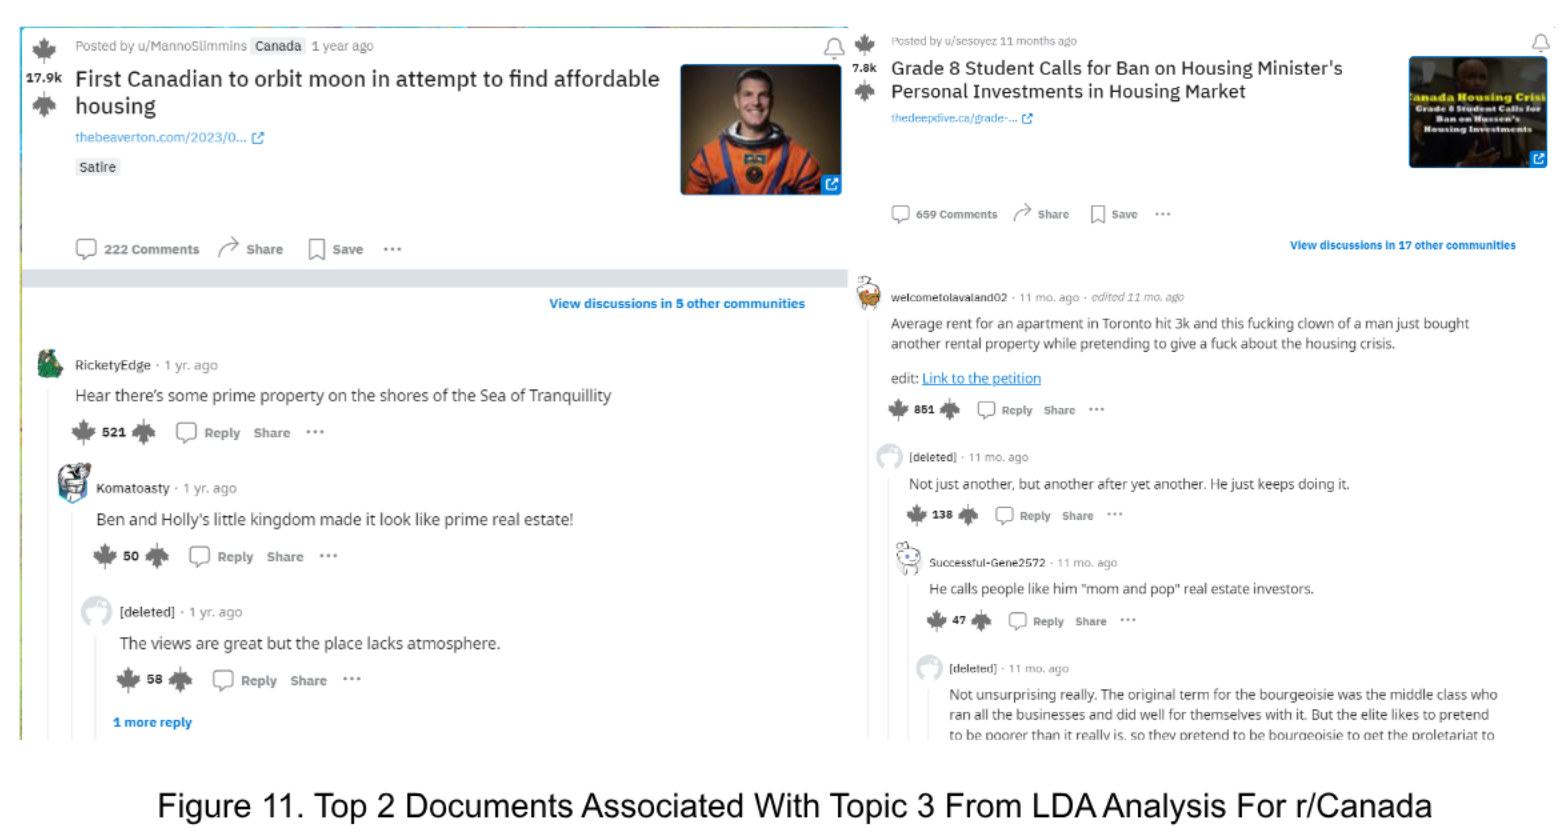 Posted by u/MannoSlimmins Canada 1 year ago
17.9k
First Canadian to orbit moon in attempt to find affordable
housing
thebeaverton.com/2023/0...
Satire
222 Comments Share Save ...
View discussions in 5 other communities
RicketyEdge · 1 yr. ago
Hear there's some prime property on the shores of the Sea of Tranquillity
521 Reply Share ...
Komatoasty · 1 yr. ago
Ben and Holly's little kingdom made it look like prime real estate!
50 Reply Share ...
[deleted] · 1 yr. ago
The views are great but the place lacks atmosphere.
58 Reply Share ...
1 more reply
Posted by u/sesoyez 11 months ago
7.8k
Grade 8 Student Calls for Ban on Housing Minister's
Personal Investments in Housing Market
thedeepdive.ca/grade-...
anada Housing Crisi
Grade 8 Student Calls for
Ban on Hussen's
Housing Investments
659 Comments Share Save ...
View discussions in 17 other communities
welcometolavaland02 · 11 mo. ago · edited 11 mo. ago
Average rent for an apartment in Toronto hit 3k and this fucking clown of a man just bought
another rental property while pretending to give a fuck about the housing crisis.
edit: Link to the petition
851 Reply Share ...
[deleted] · 11 mo. ago
Not just another, but another after yet another. He just keeps doing it.
138 Reply Share ...
Successful-Gene2572 · 11 mo. ago
He calls people like him "mom and pop" real estate investors.
47 Reply Share ...
[deleted] · 11 mo. ago
Not unsurprising really. The original term for the bourgeoisie was the middle class who
ran all the businesses and did well for themselves with it. But the elite likes to pretend
to be poorer than it really is, so they pretend to be bourgeoisie to get the proletariat to
Figure 11. Top 2 Documents Associated With Topic 3 From LDA Analysis For r/Canada